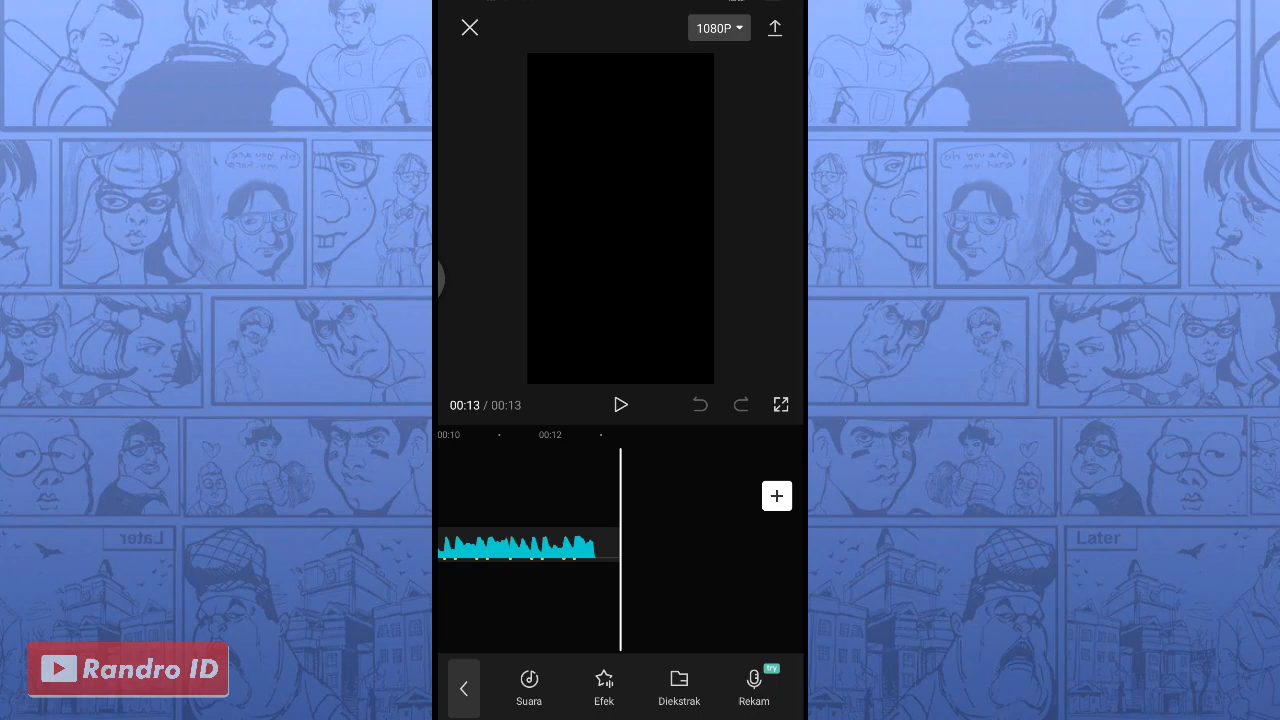 1080P
00:13 / 00:13
00:10
00:12
Suara
Efek
Diekstrak
Rekam
try
Later
Later
Randro ID